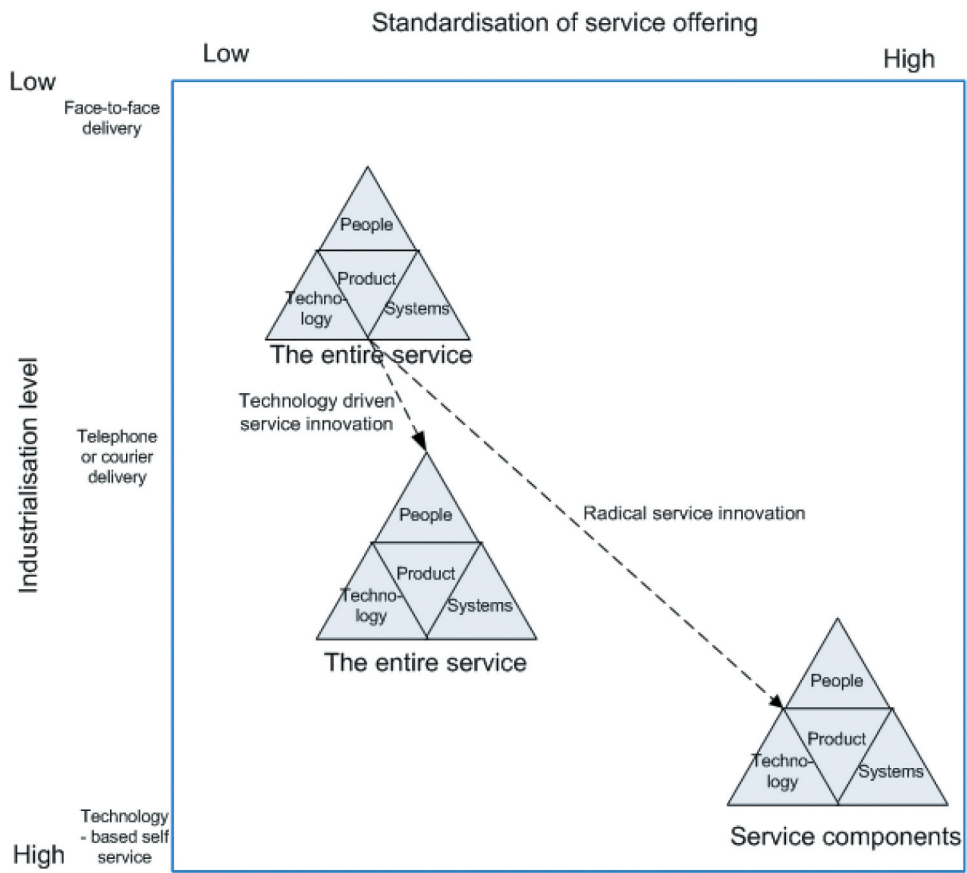 Standardisation of service offering
Low
High
Low
Face-to-face
delivery
People
Product
Techno-
logy
Systems
The entire service
Technology driven
service innovation
Industrialisation level
Telephone
or courier
delivery
People
Product
Techno-
logy
Systems
The entire service
Radical service innovation
People
Product
Techno-
logy
Systems
Service components
Technology
- based self
service
High